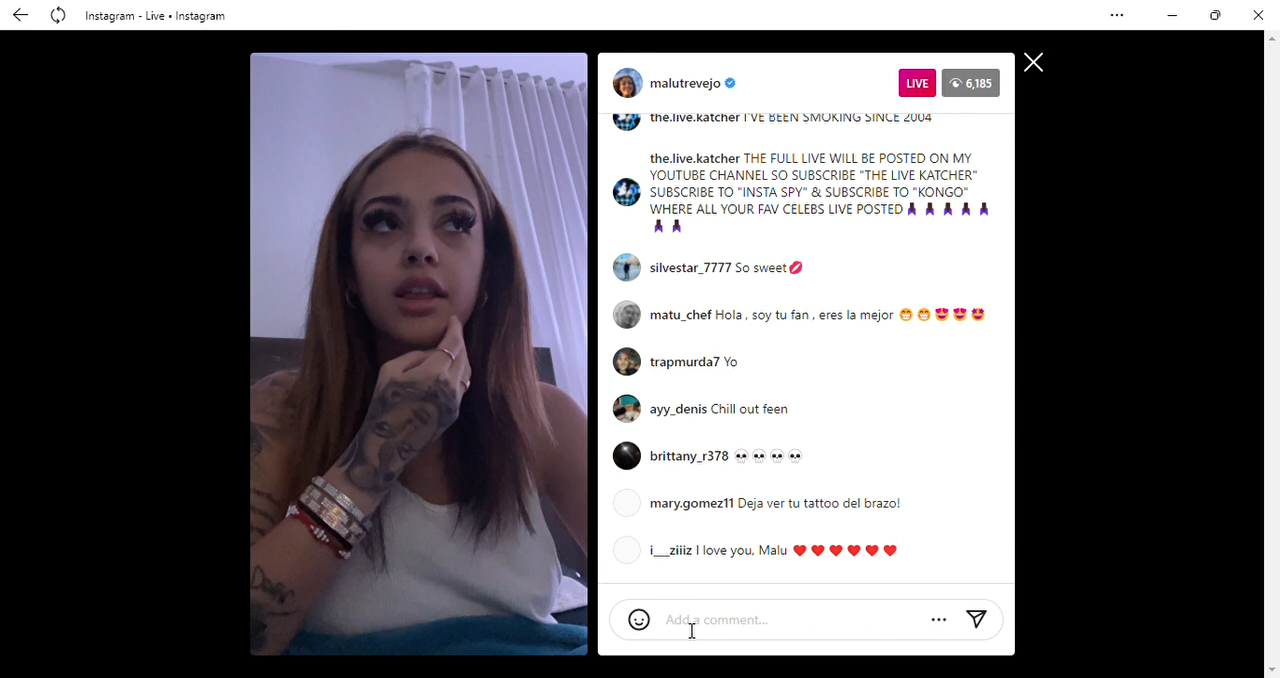 Instagram - Live • Instagram
malutrevejo
LIVE
6,185
the.live.katcher I'VE BEEN SMOKING SINCE 2004
the.live.katcher THE FULL LIVE WILL BE POSTED ON MY
YOUTUBE CHANNEL SO SUBSCRIBE "THE LIVE KATCHER"
SUBSCRIBE TO "INSTA SPY" & SUBSCRIBE TO "KONGO"
WHERE ALL YOUR FAV CELEBS LIVE POSTED
silvestar_7777 So sweet💋
matu_chef Hola , soy tu fan , eres la mejor 😁😁😍😍🤩
trapmurda7 Yo
ayy_denis Chill out feen
brittany_r378 💀💀💀💀
mary.gomez11 Deja ver tu tattoo del brazo!
i___ziiiz I love you, Malu ❤️❤️❤️❤️❤️❤️
Add a comment...